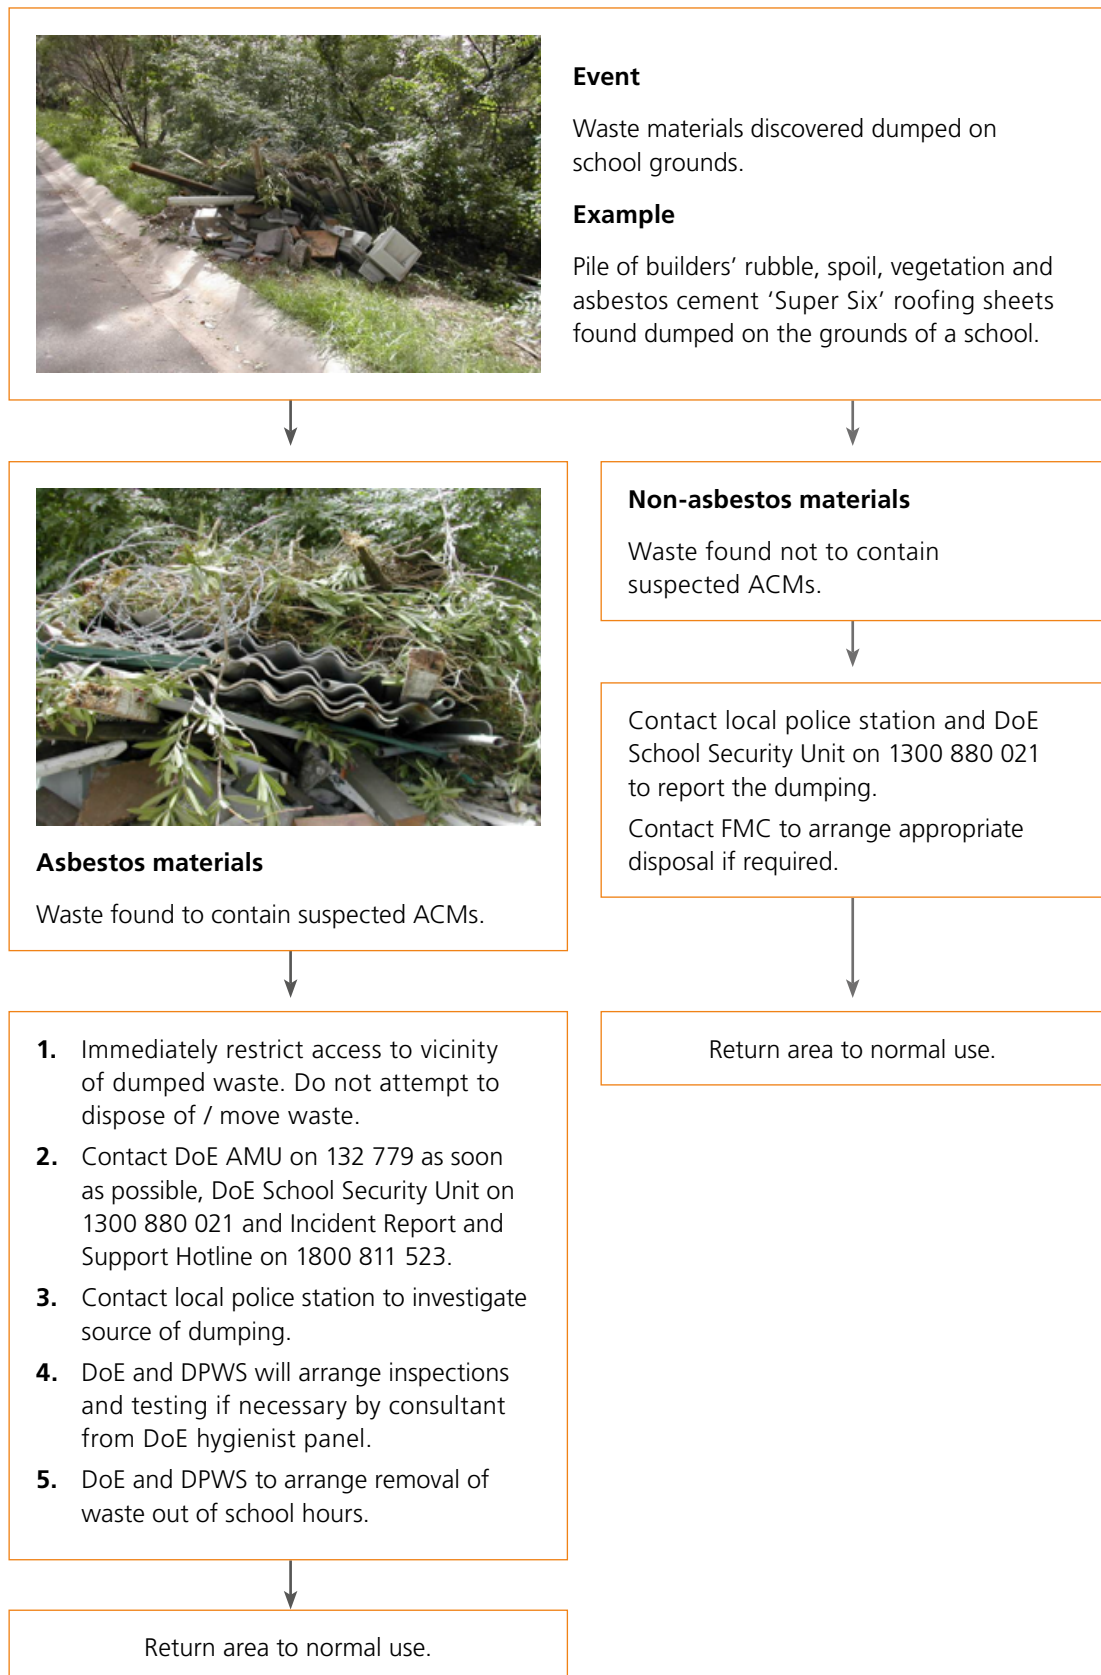 Event
Waste materials discovered dumped on
school grounds.
Example
Pile of builders’ rubble, spoil, vegetation and
asbestos cement ‘Super Six’ roofing sheets
found dumped on the grounds of a school.
Asbestos materials
Waste found to contain suspected ACMs.
1. Immediately restrict access to vicinity
of dumped waste. Do not attempt to
dispose of / move waste.
2. Contact DoE AMU on 132 779 as soon
as possible, DoE School Security Unit on
1300 880 021 and Incident Report and
Support Hotline on 1800 811 523.
3. Contact local police station to investigate
source of dumping.
4. DoE and DPWS will arrange inspections
and testing if necessary by consultant
from DoE hygienist panel.
5. DoE and DPWS to arrange removal of
waste out of school hours.
Return area to normal use.
Non-asbestos materials
Waste found not to contain
suspected ACMs.
Contact local police station and DoE
School Security Unit on 1300 880 021
to report the dumping.
Contact FMC to arrange appropriate
disposal if required.
Return area to normal use.